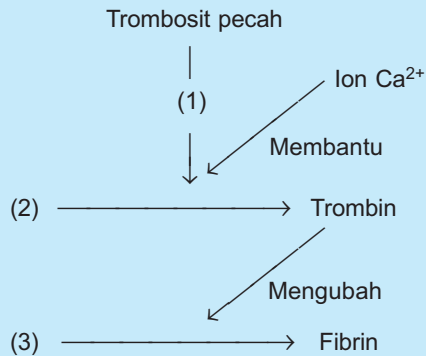 Trombosit pecah
Ion Ca²⁺
(1)
Membantu
(2)
Trombin
Mengubah
(3)
Fibrin